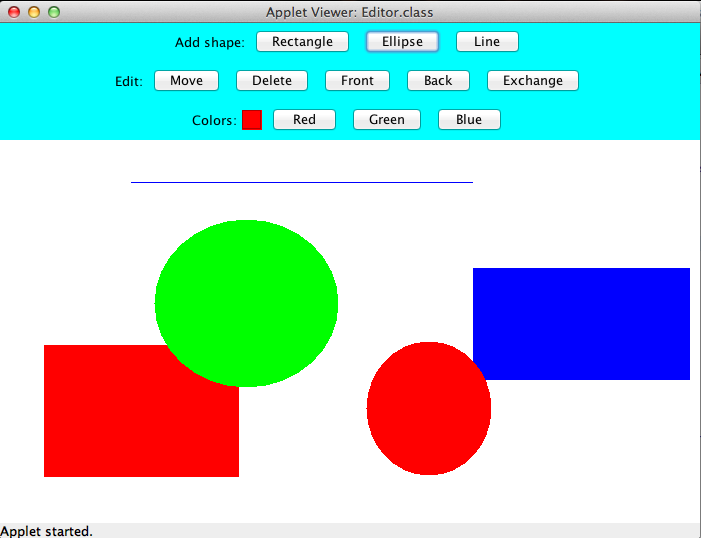 Applet Viewer: Editor.class
Add shape: Rectangle Ellipse Line
Edit: Move Delete Front Back Exchange
Colors: Red Green Blue
Applet started.